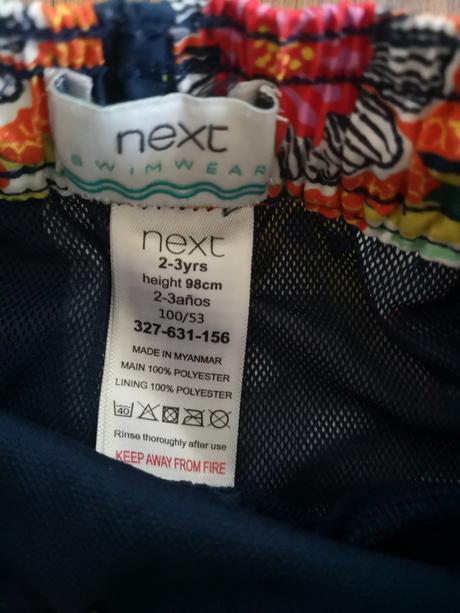 next
SWIMWEAR
next
2-3yrs
height 98cm
2-3años
100/53
327-631-156
MADE IN MYANMAR
MAIN 100% POLYESTER
LINING 100% POLYESTER
40
Rinse thoroughly after use
KEEP AWAY FROM FIRE